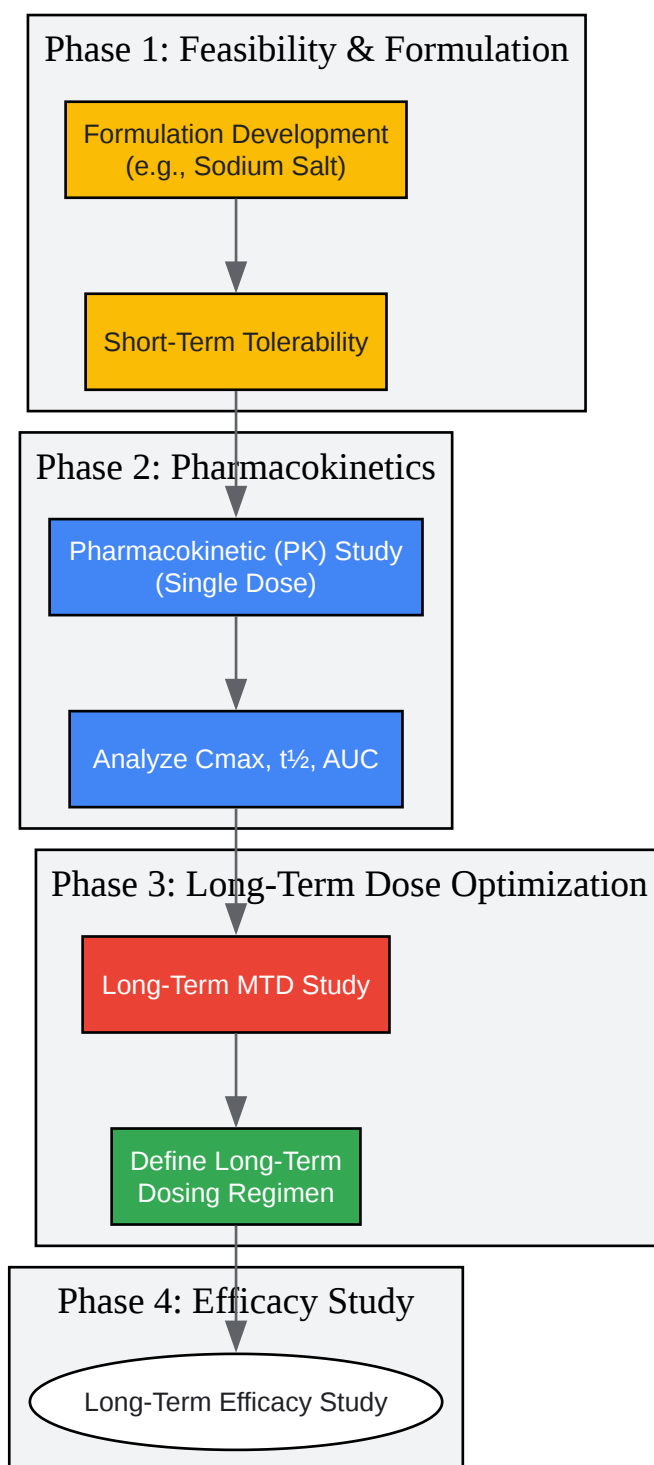 Phase 1: Feasibility & Formulation
Formulation Development
(e.g., Sodium Salt)
Short-Term Tolerability
Phase 2: Pharmacokinetics
Pharmacokinetic (PK) Study
(Single Dose)
Analyze Cmax, t½, AUC
Phase 3: Long-Term Dose Optimization
Long-Term MTD Study
Define Long-Term
Dosing Regimen
Phase 4: Efficacy Study
Long-Term Efficacy Study